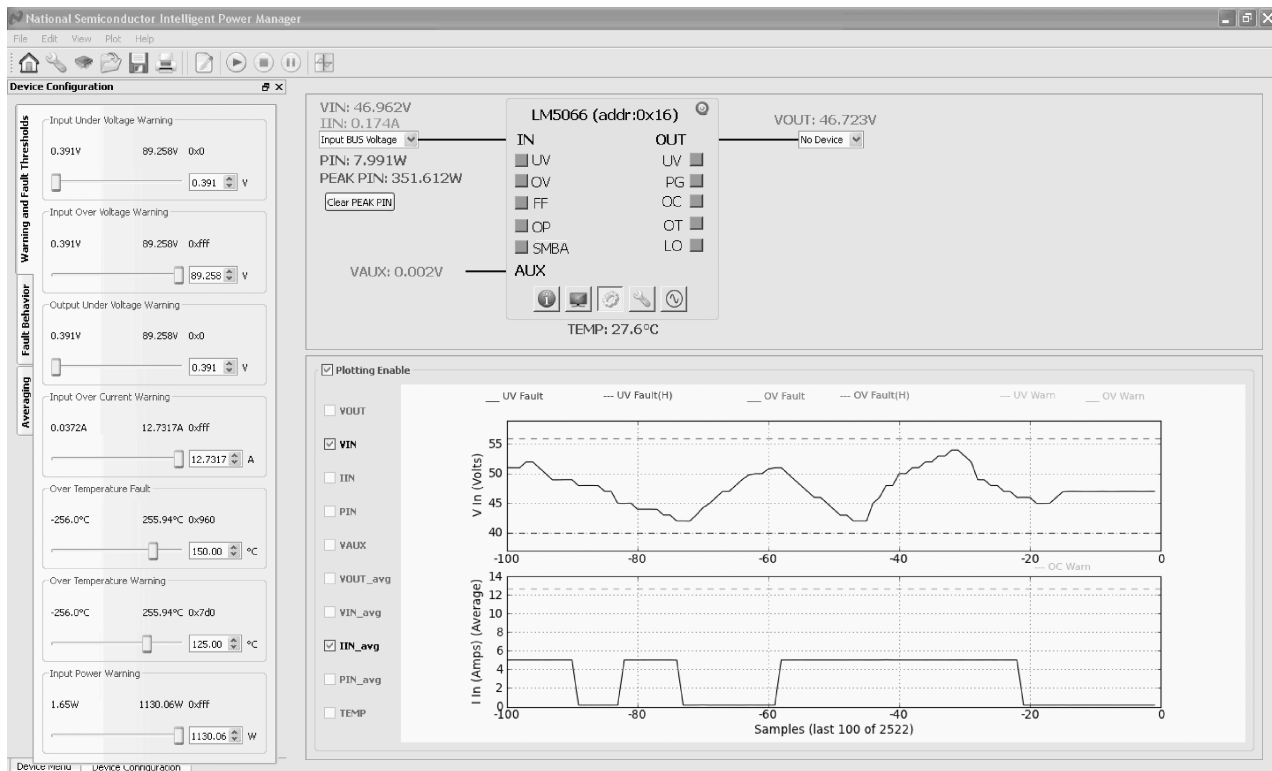 National Semiconductor Intelligent Power Manager
File Edit View Plot Help
Device Configuration
Warning and Fault Thresholds
Fault Behavior
Averaging
Input Under Voltage Warning
0.391V 89.258V 0x0
0.391 V
Input Over Voltage Warning
0.391V 89.258V 0xfff
89.258 V
Output Under Voltage Warning
0.391V 89.258V 0x0
0.391 V
Input Over Current Warning
0.0372A 12.7317A 0xfff
12.7317 A
Over Temperature Fault
-256.0°C 255.94°C 0x960
150.00 °C
Over Temperature Warning
-256.0°C 255.94°C 0x7d0
125.00 °C
Input Power Warning
1.65W 1130.06W 0xfff
1130.06 W
Device Menu Device Configuration
VIN: 46.962V
IIN: 0.174A
Input BUS Voltage
PIN: 7.991W
PEAK PIN: 351.612W
Clear PEAK PIN
VAUX: 0.002V
LM5066 (addr:0x16)
IN OUT
UV UV
OV PG
FF OC
OP OT
SMBA LO
AUX
TEMP: 27.6°C
VOUT: 46.723V
No Device
Plotting Enable
VOUT
VIN
IIN
PIN
VAUX
VOUT_avg
VIN_avg
IIN_avg
PIN_avg
TEMP
UV Fault UV Fault(H) OV Fault OV Fault(H) UV Warn OV Warn
V In (Volts)
55
50
45
40
-100 -80 -60 -40 -20 0
OC Warn
I In (Amps) (Average)
14
12
10
8
6
4
2
0
-100 -80 -60 -40 -20 0
Samples (last 100 of 2522)